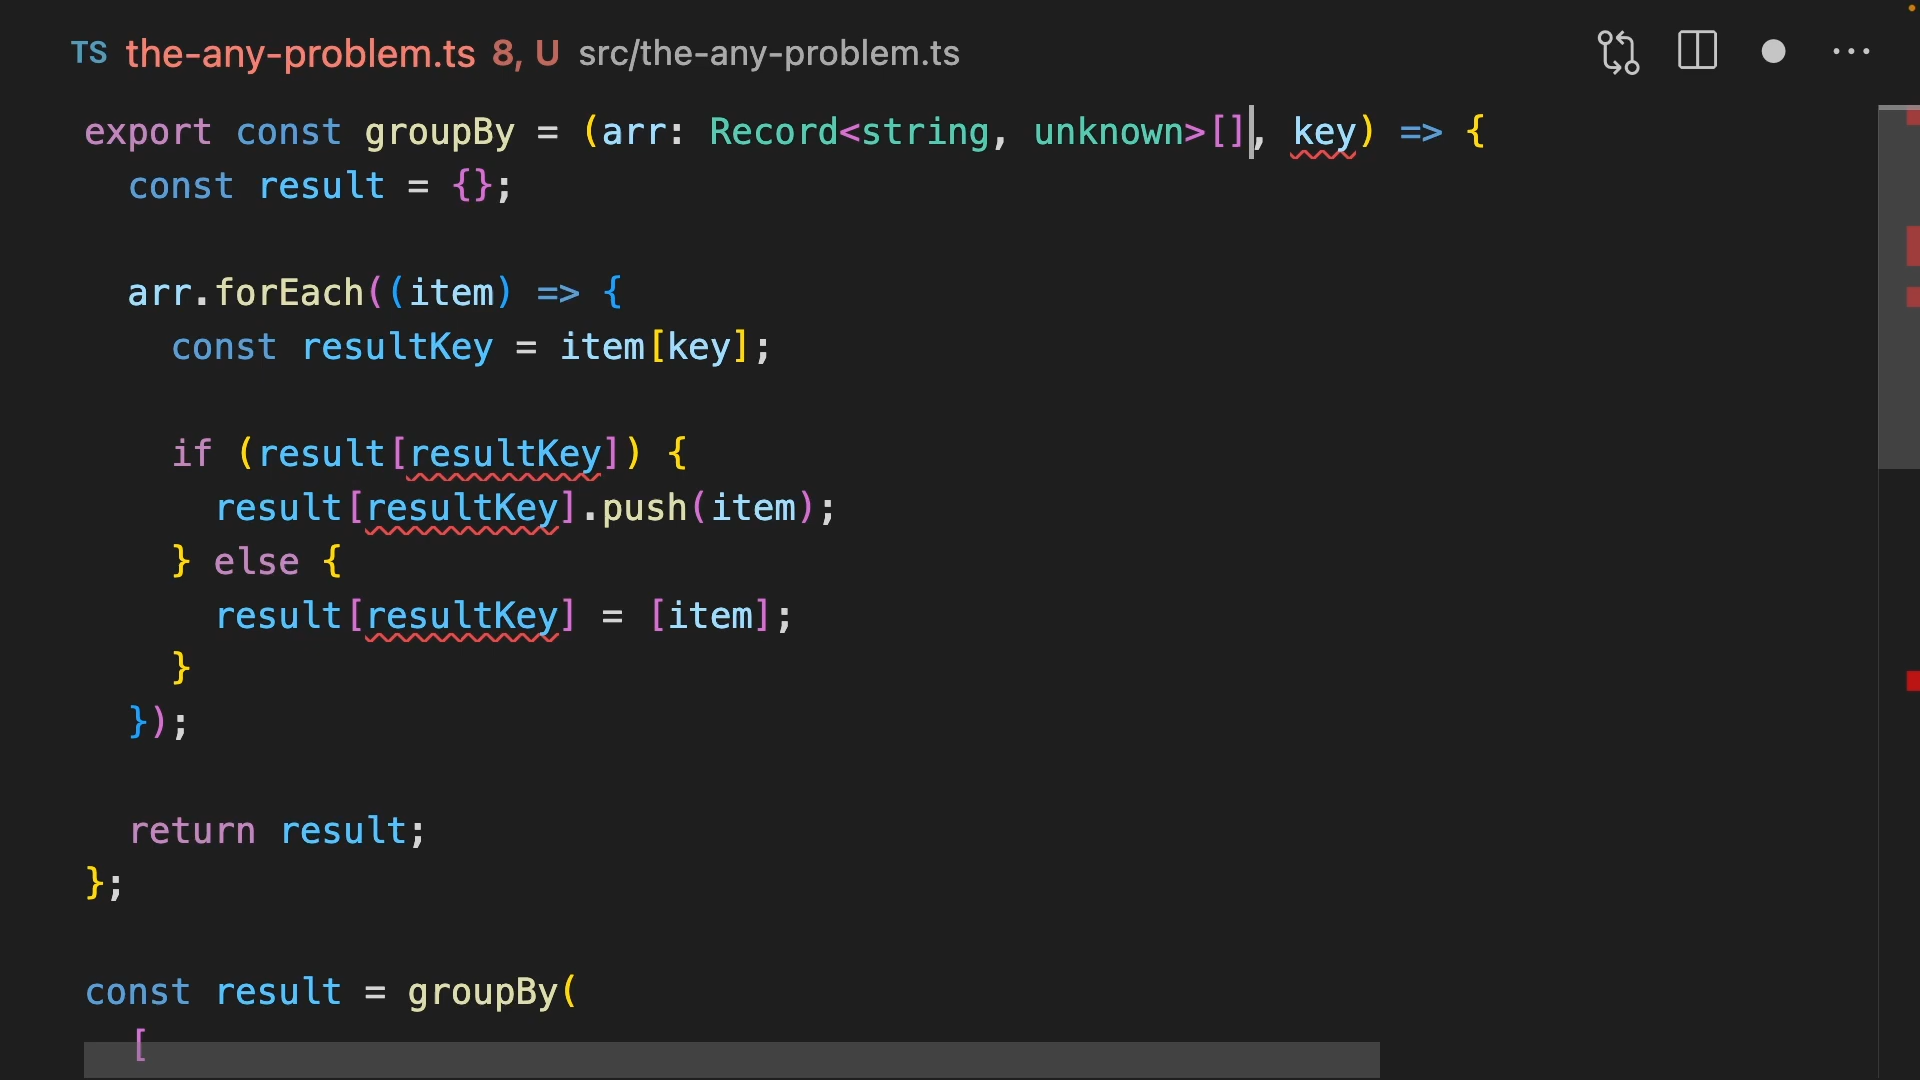 TS the-any-problem.ts 8, U src/the-any-problem.ts
export const groupBy = (arr: Record<string, unknown>[], key) => {
  const result = {};

  arr.forEach((item) => {
    const resultKey = item[key];

    if (result[resultKey]) {
      result[resultKey].push(item);
    } else {
      result[resultKey] = [item];
    }
  });

  return result;
};

const result = groupBy(
  [